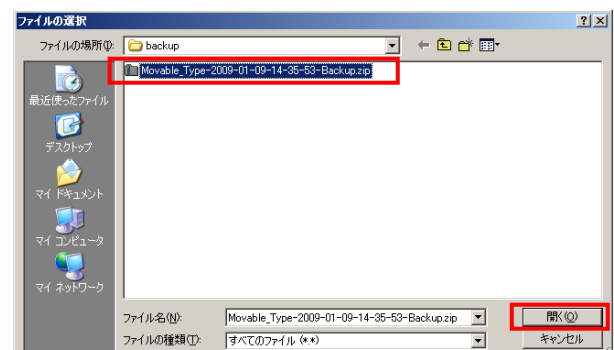 ファイルの選択
ファイルの場所(I):
backup
Movable_Type-2009-01-09-14-35-53-Backup.zip
最近使ったファイル
デスクトップ
マイ ドキュメント
マイ コンピュータ
マイ ネットワーク
ファイル名(N):
Movable_Type-2009-01-09-14-35-53-Backup.zip
開く(O)
ファイルの種類(T):
すべてのファイル (*.*)
キャンセル